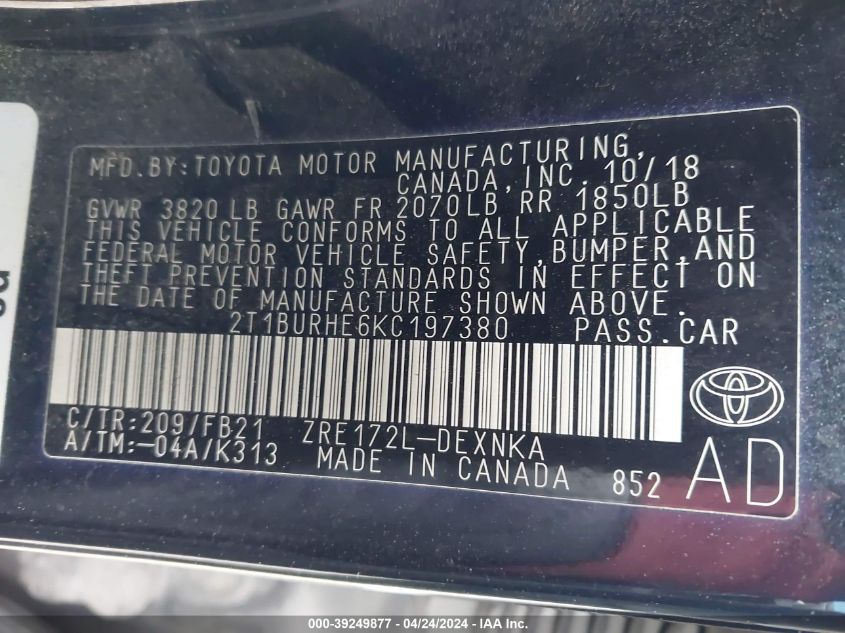 MFD.BY:TOYOTA MOTOR MANUFACTURING,
CANADA,INC. 10/18
GVWR 3820 LB GAWR FR 2070LB RR 1850LB
THIS VEHICLE CONFORMS TO ALL APPLICABLE
FEDERAL MOTOR VEHICLE SAFETY,BUMPER,AND
THEFT PREVENTION STANDARDS IN EFFECT ON
THE DATE OF MANUFACTURE SHOWN ABOVE.
2T1BURHE6KC197380 PASS.CAR
C/TR:209/FB21 ZRE172L-DEXNKA
A/TM:-04A/K313 MADE IN CANADA 852 AD
000-39249877 - 04/24/2024 - IAAI.com